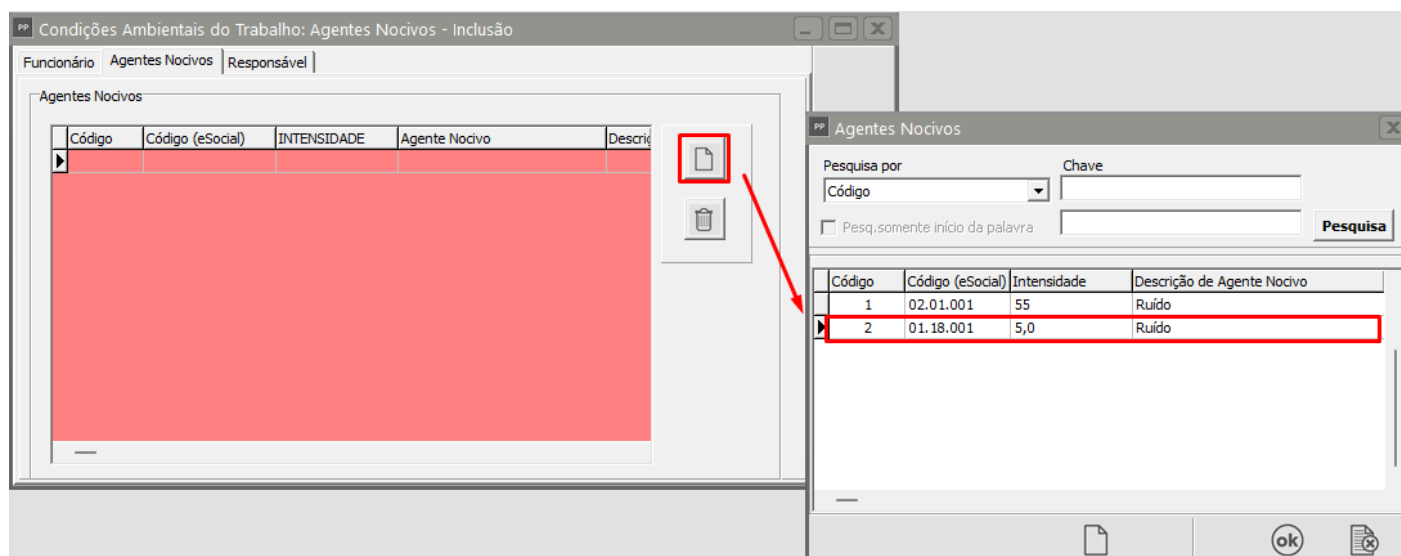 PP Condições Ambientais do Trabalho: Agentes Nocivos - Inclusão
Funcionário Agentes Nocivos Responsável
Agentes Nocivos
Código Código (eSocial) INTENSIDADE Agente Nocivo Descriç
PP Agentes Nocivos
Pesquisa por Chave
Código
Pesq.somente início da palavra Pesquisa
Código Código (eSocial) Intensidade Descrição de Agente Nocivo
1 02.01.001 55 Ruído
2 01.18.001 5,0 Ruído
ok